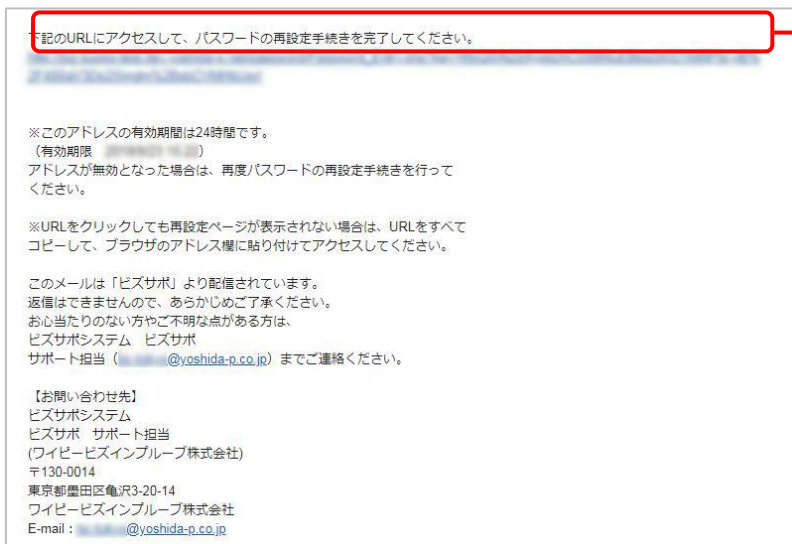 下記のURLにアクセスして、パスワードの再設定手続きを完了してください。
※このアドレスの有効期間は24時間です。
（有効期限　）
アドレスが無効となった場合は、再度パスワードの再設定手続きを行って
ください。
※URLをクリックしても再設定ページが表示されない場合は、URLをすべて
コピーして、ブラウザのアドレス欄に貼り付けてアクセスしてください。
このメールは「ビズサポ」より配信されています。
返信はできませんので、あらかじめご了承ください。
お心当たりのない方やご不明な点がある方は、
ビズサポシステム　ビズサポ
サポート担当（@yoshida-p.co.jp）までご連絡ください。
【お問い合わせ先】
ビズサポシステム
ビズサポ　サポート担当
(ワイピービズインプルーブ株式会社)
〒130-0014
東京都墨田区亀沢3-20-14
ワイピービズインプルーブ株式会社
E-mail：@yoshida-p.co.jp